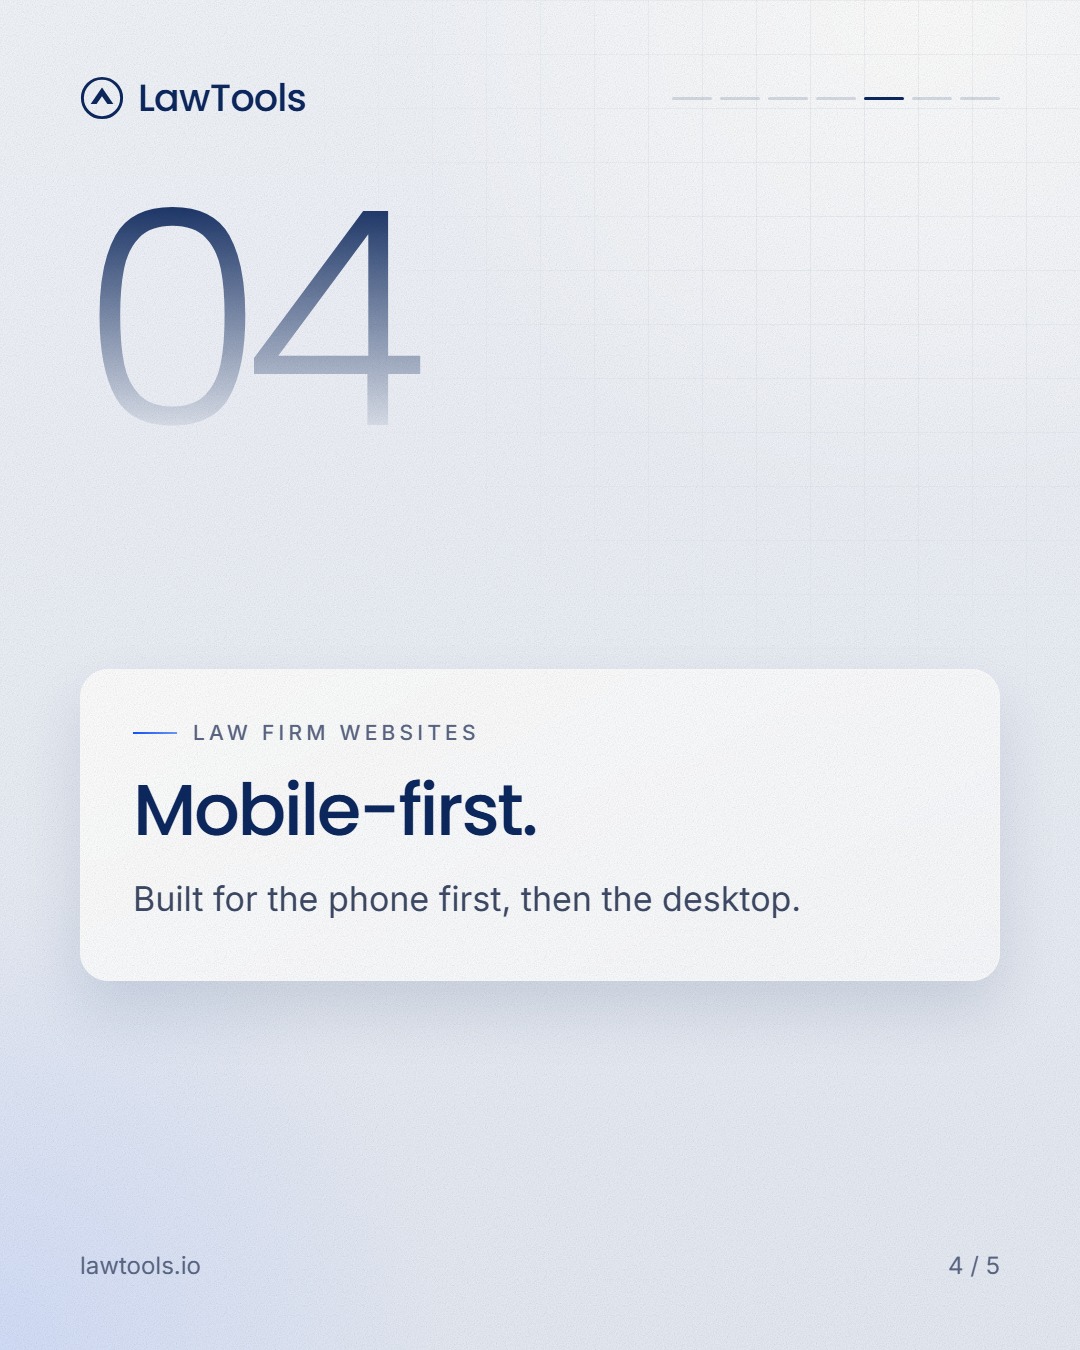 LawTools
04
LAW FIRM WEBSITES
Mobile-first.
Built for the phone first, then the desktop.
lawtools.io
4 / 5